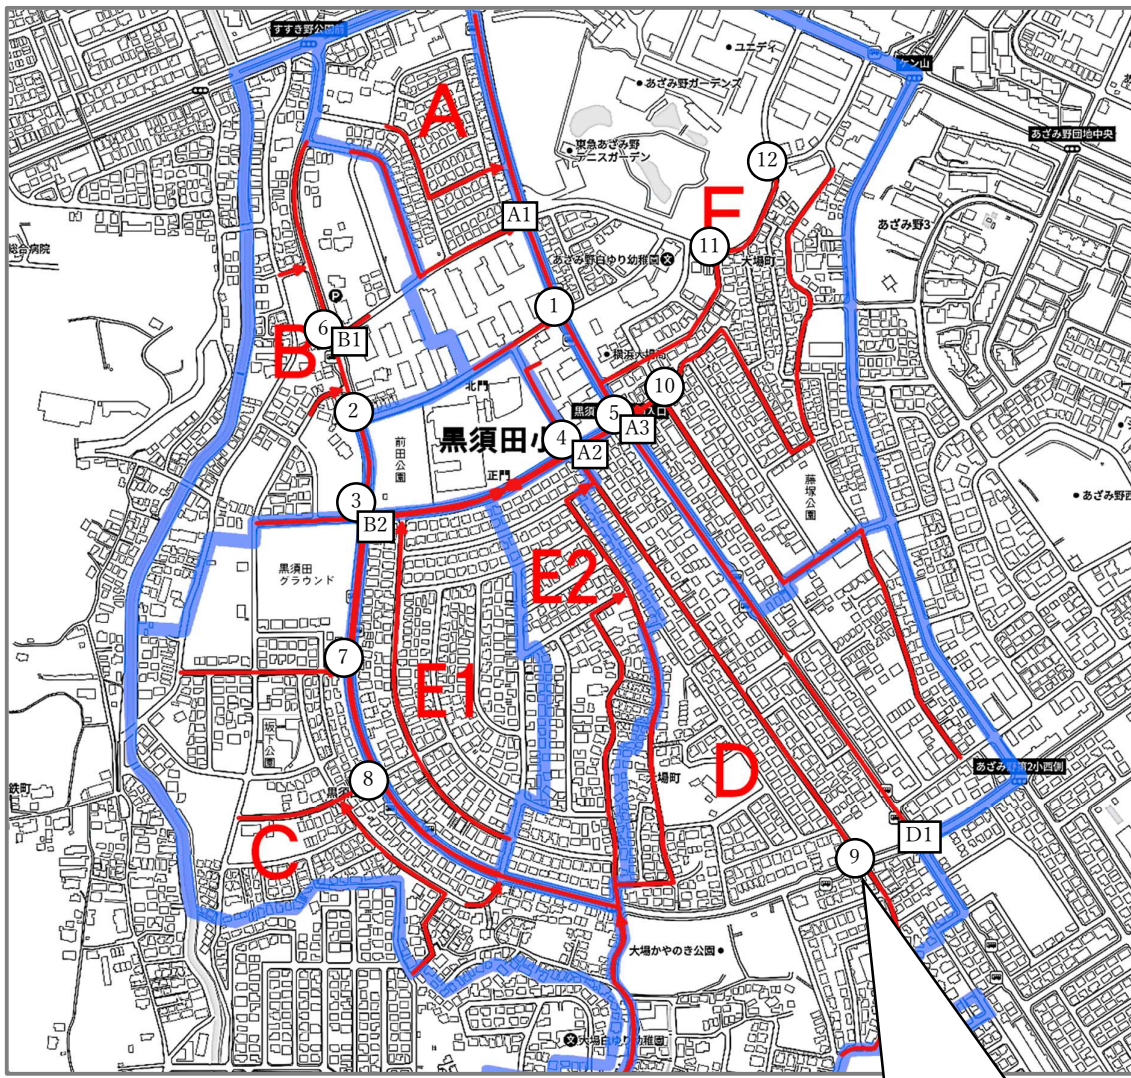 すすき野公園前
ユニディ
ケン山
あざみ野ガーデンズ
A
あざみ野団地中央
東急あざみ野
テニスガーデン
12
A1
F
あざみ野3
総合病院
11
あざみ野白ゆり幼稚園
文
大場町
P
1
6
B1
B
横浜大場局
北門
10
2
5
黒須
入口
A3
4
黒須田小
A2
前田公園
正門
3
B2
藤塚公園
あざみ野西
E2
黒須田
グラウンド
7
E1
坂下公園
8
黒須
大場町
D
あざみ野第2小西側
鉄町
C
D1
9
大場かやのき公園
文
大場白ゆり幼稚園